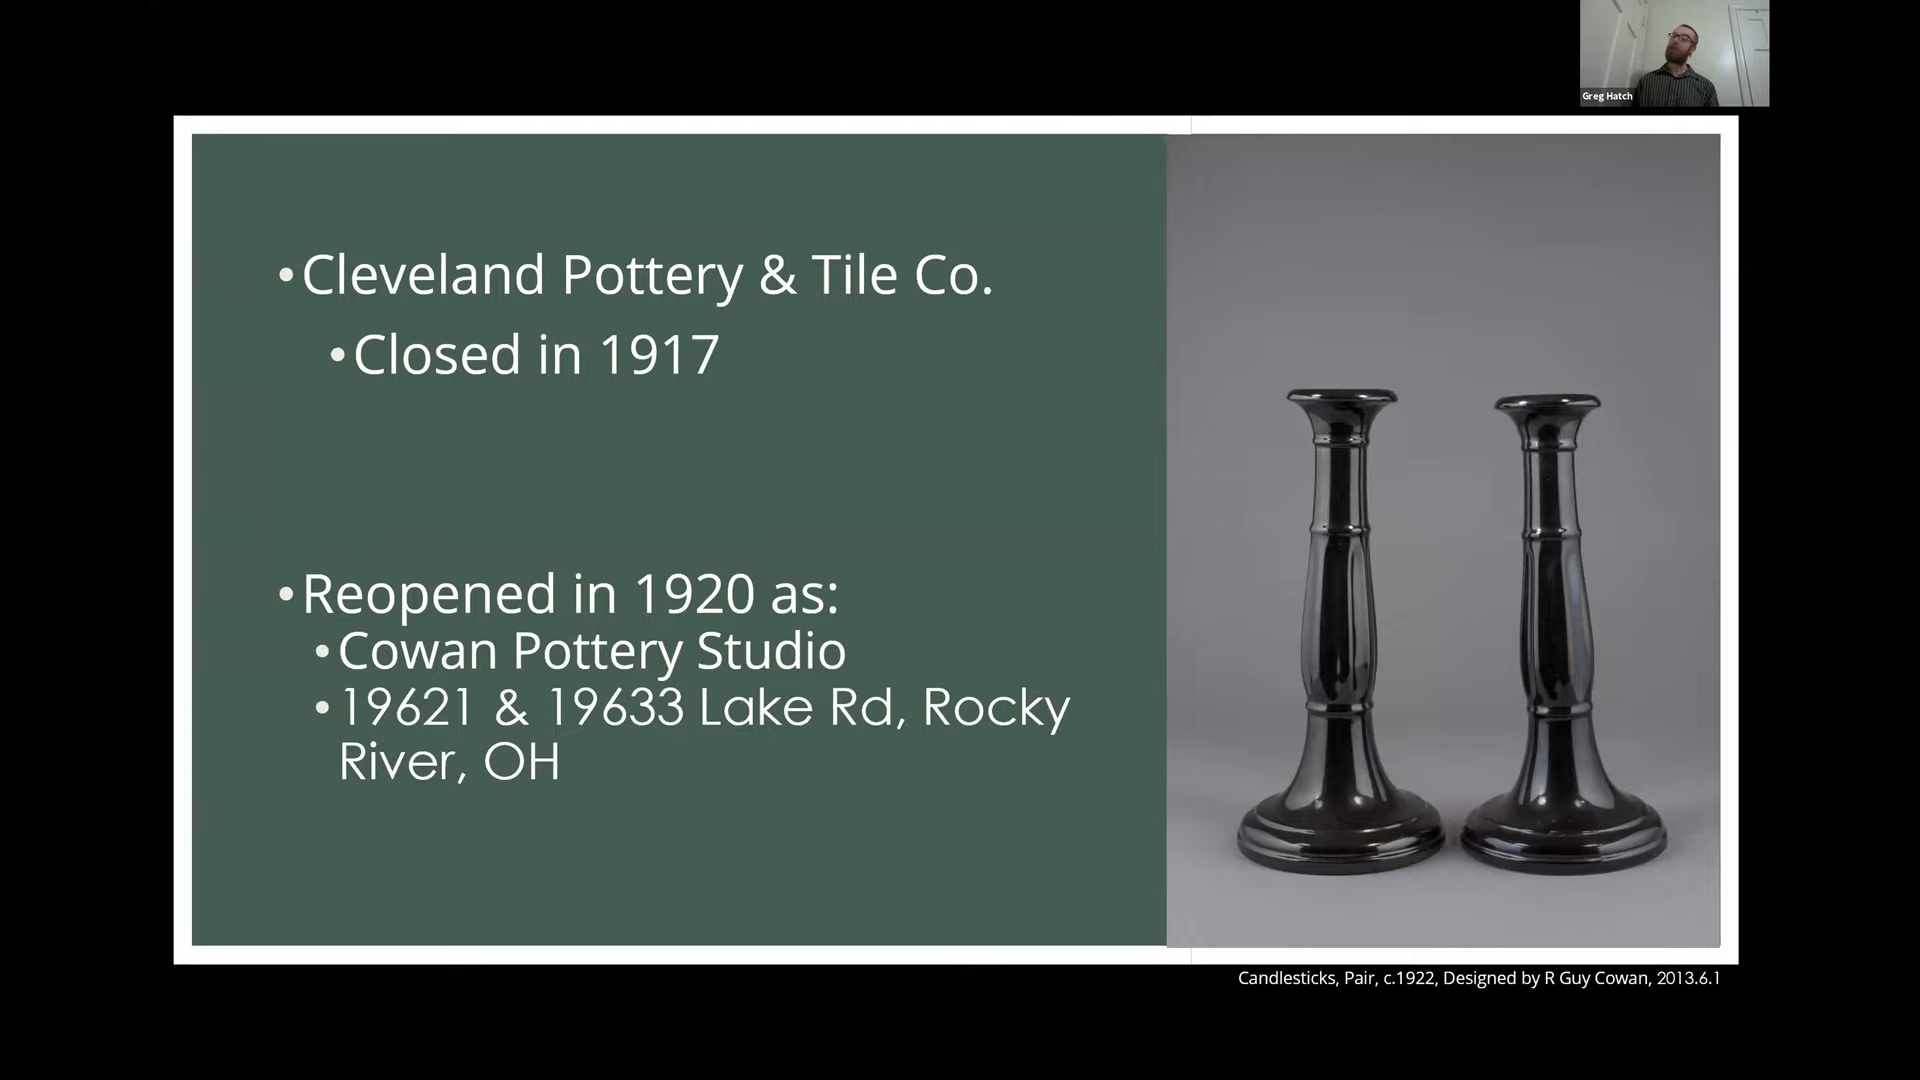 Greg Hatch
•Cleveland Pottery & Tile Co.
•Closed in 1917
•Reopened in 1920 as:
•Cowan Pottery Studio
•19621 & 19633 Lake Rd, Rocky
River, OH
Candlesticks, Pair, c.1922, Designed by R Guy Cowan, 2013.6.1